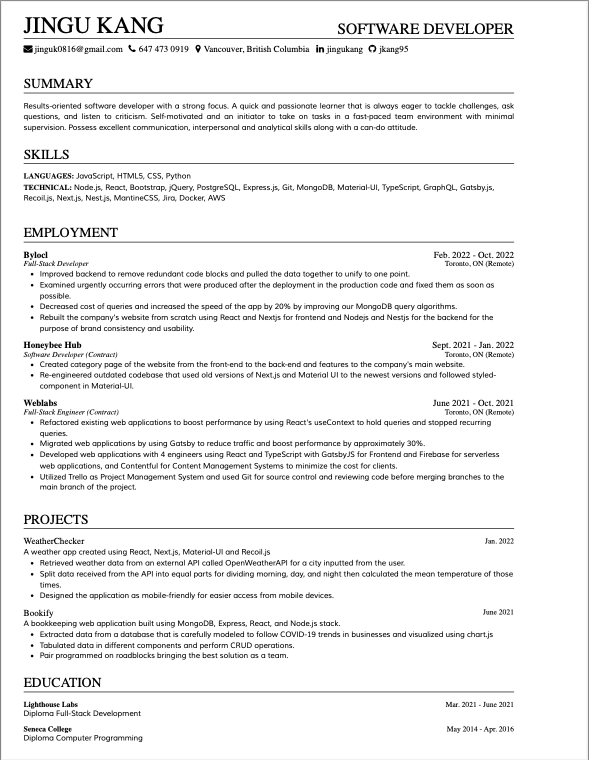 JINGU KANG
SOFTWARE DEVELOPER
jinguk0816@gmail.com 647 473 0919 Vancouver, British Columbia jingukang jkang95
SUMMARY
Results-oriented software developer with a strong focus. A quick and passionate learner that is always eager to tackle challenges, ask
questions, and listen to criticism. Self-motivated and an initiator to take on tasks in a fast-paced team environment with minimal
supervision. Possess excellent communication, interpersonal and analytical skills along with a can-do attitude.
SKILLS
LANGUAGES: JavaScript, HTML5, CSS, Python
TECHNICAL: Node.js, React, Bootstrap, jQuery, PostgreSQL, Express.js, Git, MongoDB, Material-UI, TypeScript, GraphQL, Gatsby.js,
Recoil.js, Next.js, Nest.js, MantineCSS, Jira, Docker, AWS
EMPLOYMENT
Bylocl Feb. 2022 - Oct. 2022
Full-Stack Developer Toronto, ON (Remote)
• Improved backend to remove redundant code blocks and pulled the data together to unify to one point.
• Examined urgently occurring errors that were produced after the deployment in the production code and fixed them as soon as
possible.
• Decreased cost of queries and increased the speed of the app by 20% by improving our MongoDB query algorithms.
• Rebuilt the company's website from scratch using React and Nextjs for frontend and Nodejs and Nestjs for the backend for the
purpose of brand consistency and usability.
Honeybee Hub Sept. 2021 - Jan. 2022
Software Developer (Contract) Toronto, ON (Remote)
• Created category page of the website from the front-end to the back-end and features to the company's main website.
• Re-engineered outdated codebase that used old versions of Next.js and Material UI to the newest versions and followed styled-
component in Material-UI.
Weblabs June 2021 - Oct. 2021
Full-Stack Engineer (Contract) Toronto, ON (Remote)
• Refactored existing web applications to boost performance by using React's useContext to hold queries and stopped recurring
queries.
• Migrated web applications by using Gatsby to reduce traffic and boost performance by approximately 30%.
• Developed web applications with 4 engineers using React and TypeScript with GatsbyJS for Frontend and Firebase for serverless
web applications, and Contentful for Content Management Systems to minimize the cost for clients.
• Utilized Trello as Project Management System and used Git for source control and reviewing code before merging branches to the
main branch of the project.
PROJECTS
WeatherChecker Jan. 2022
A weather app created using React, Next.js, Material-UI and Recoil.js
• Retrieved weather data from an external API called OpenWeatherAPI for a city inputted from the user.
• Split data received from the API into equal parts for dividing morning, day, and night then calculated the mean temperature of those
times.
• Designed the application as mobile-friendly for easier access from mobile devices.
Bookify June 2021
A bookkeeping web application built using MongoDB, Express, React, and Node.js stack.
• Extracted data from a database that is carefully modeled to follow COVID-19 trends in businesses and visualized using chart.js
• Tabulated data in different components and perform CRUD operations.
• Pair programmed on roadblocks bringing the best solution as a team.
EDUCATION
Lighthouse Labs Mar. 2021 - June 2021
Diploma Full-Stack Development
Seneca College May 2014 - Apr. 2016
Diploma Computer Programming